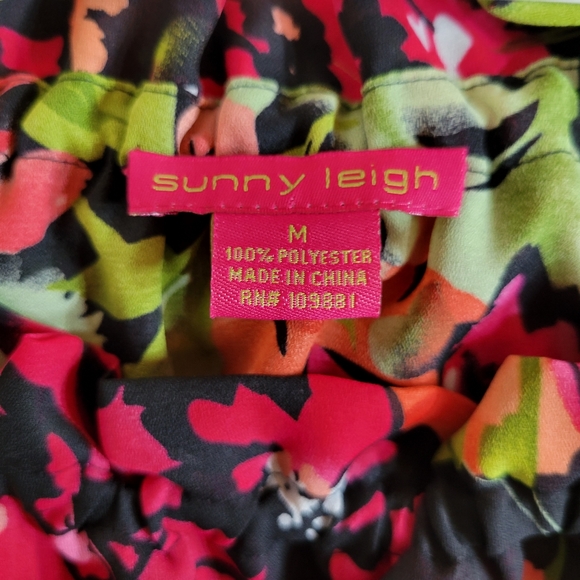 sunny leigh
M
100% POLYESTER
MADE IN CHINA
RN# 109881